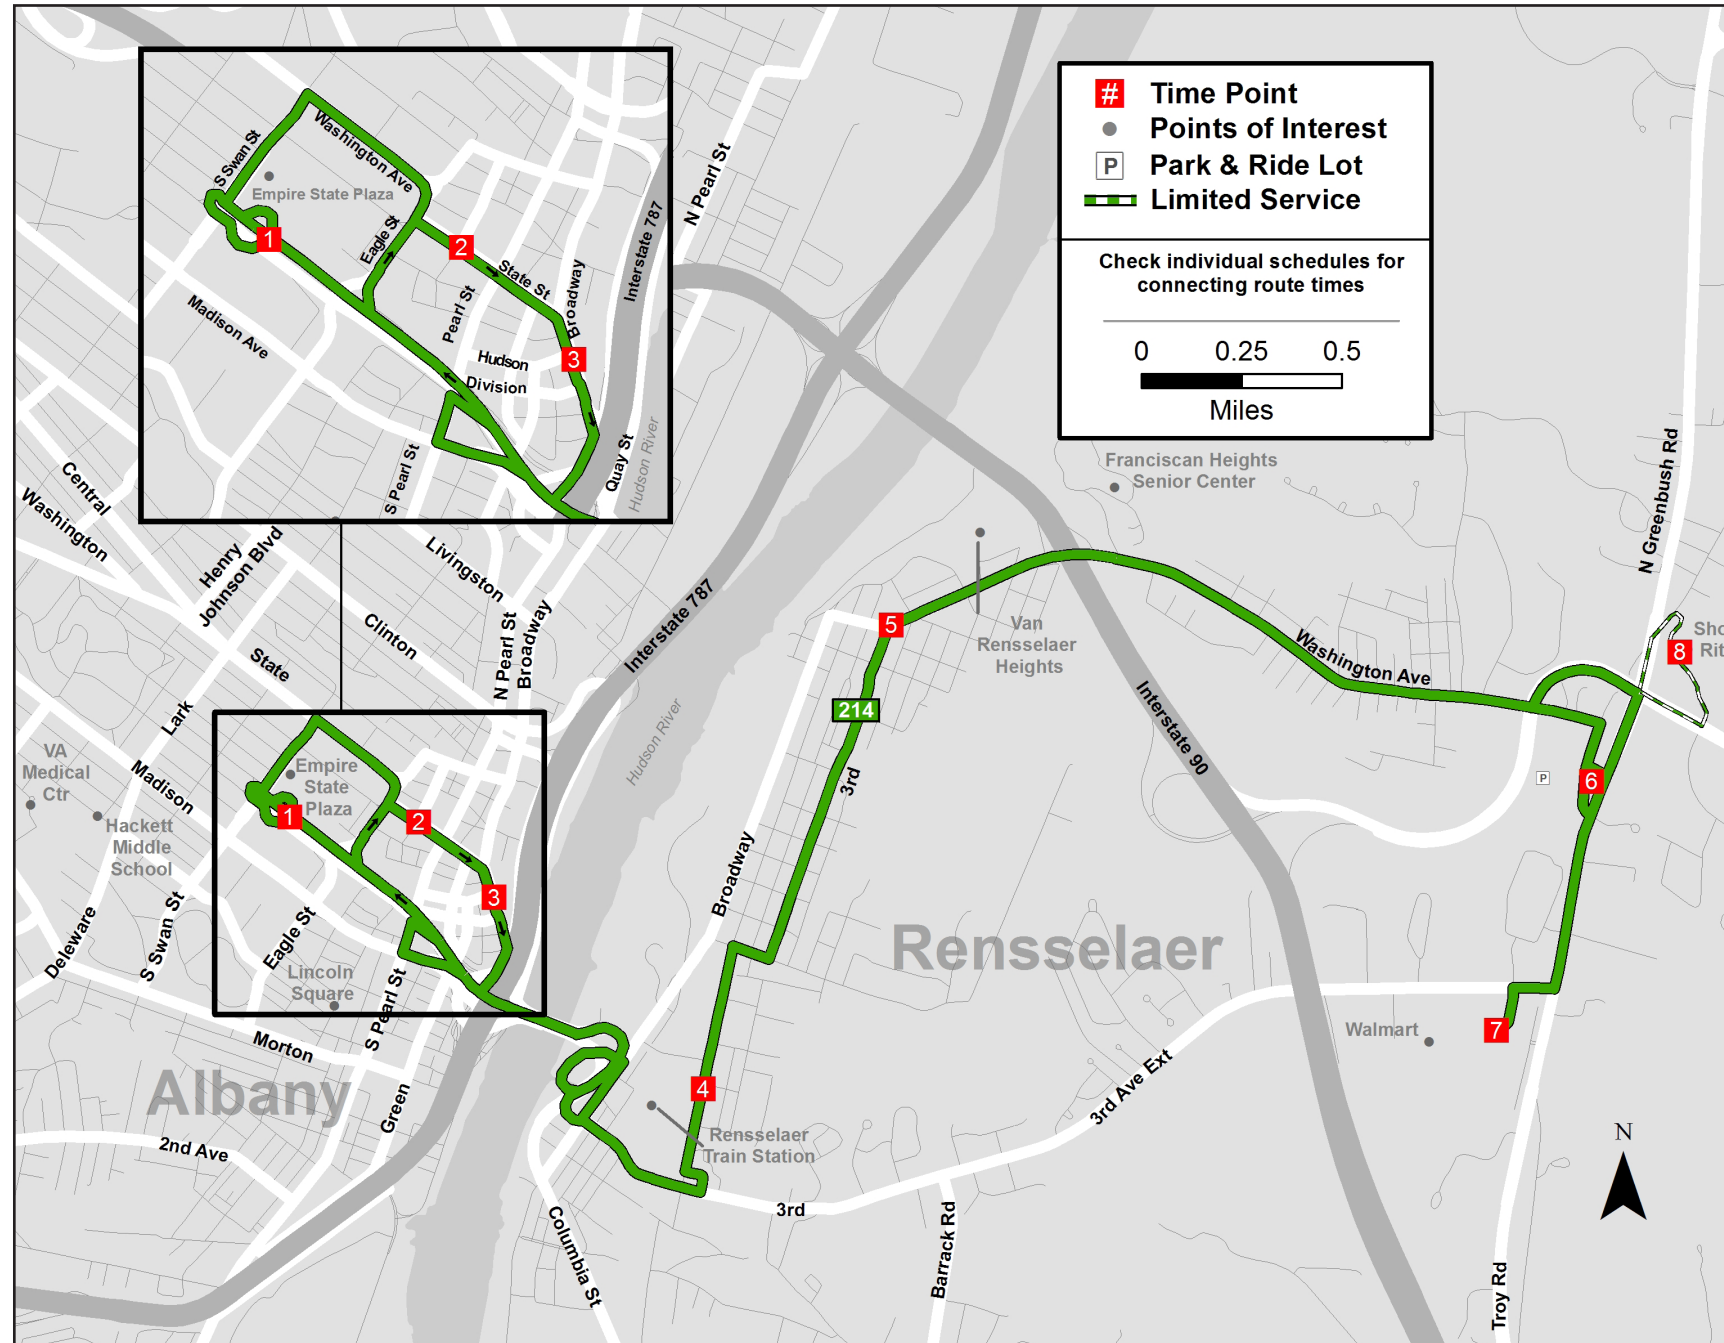 S Swan St
Washington Ave
Empire State Plaza
1
Eagle St
2
State St
Broadway
Interstate 787
Pearl St
Madison Ave
Hudson
3
Division
S Pearl St
Quay St
Hudson River
N Pearl St
#
Time Point
Points of Interest
P
Park & Ride Lot
Limited Service
Check individual schedules for
connecting route times
0 0.25 0.5
Miles
Franciscan Heights
Senior Center
N Greenbush Rd
Central
Washington
Henry
Johnson Blvd
Livingston
Clinton
N Pearl St
Broadway
Interstate 787
State
Lark
Hudson River
5
Van
Rensselaer
Heights
214
3rd
Washington Ave
Interstate 90
Sho
Rit
8
P
6
VA
Medical
Ctr
Madison
Hackett
Middle
School
Empire
State
Plaza
1
2
3
Broadway
Rensselaer
Deleware
S Swan St
Eagle St
Lincoln
Square
S Pearl St
Morton
Albany
Green
2nd Ave
4
Rensselaer
Train Station
3rd
Columbia St
Barrack Rd
3rd Ave Ext
Walmart
7
N
Troy Rd